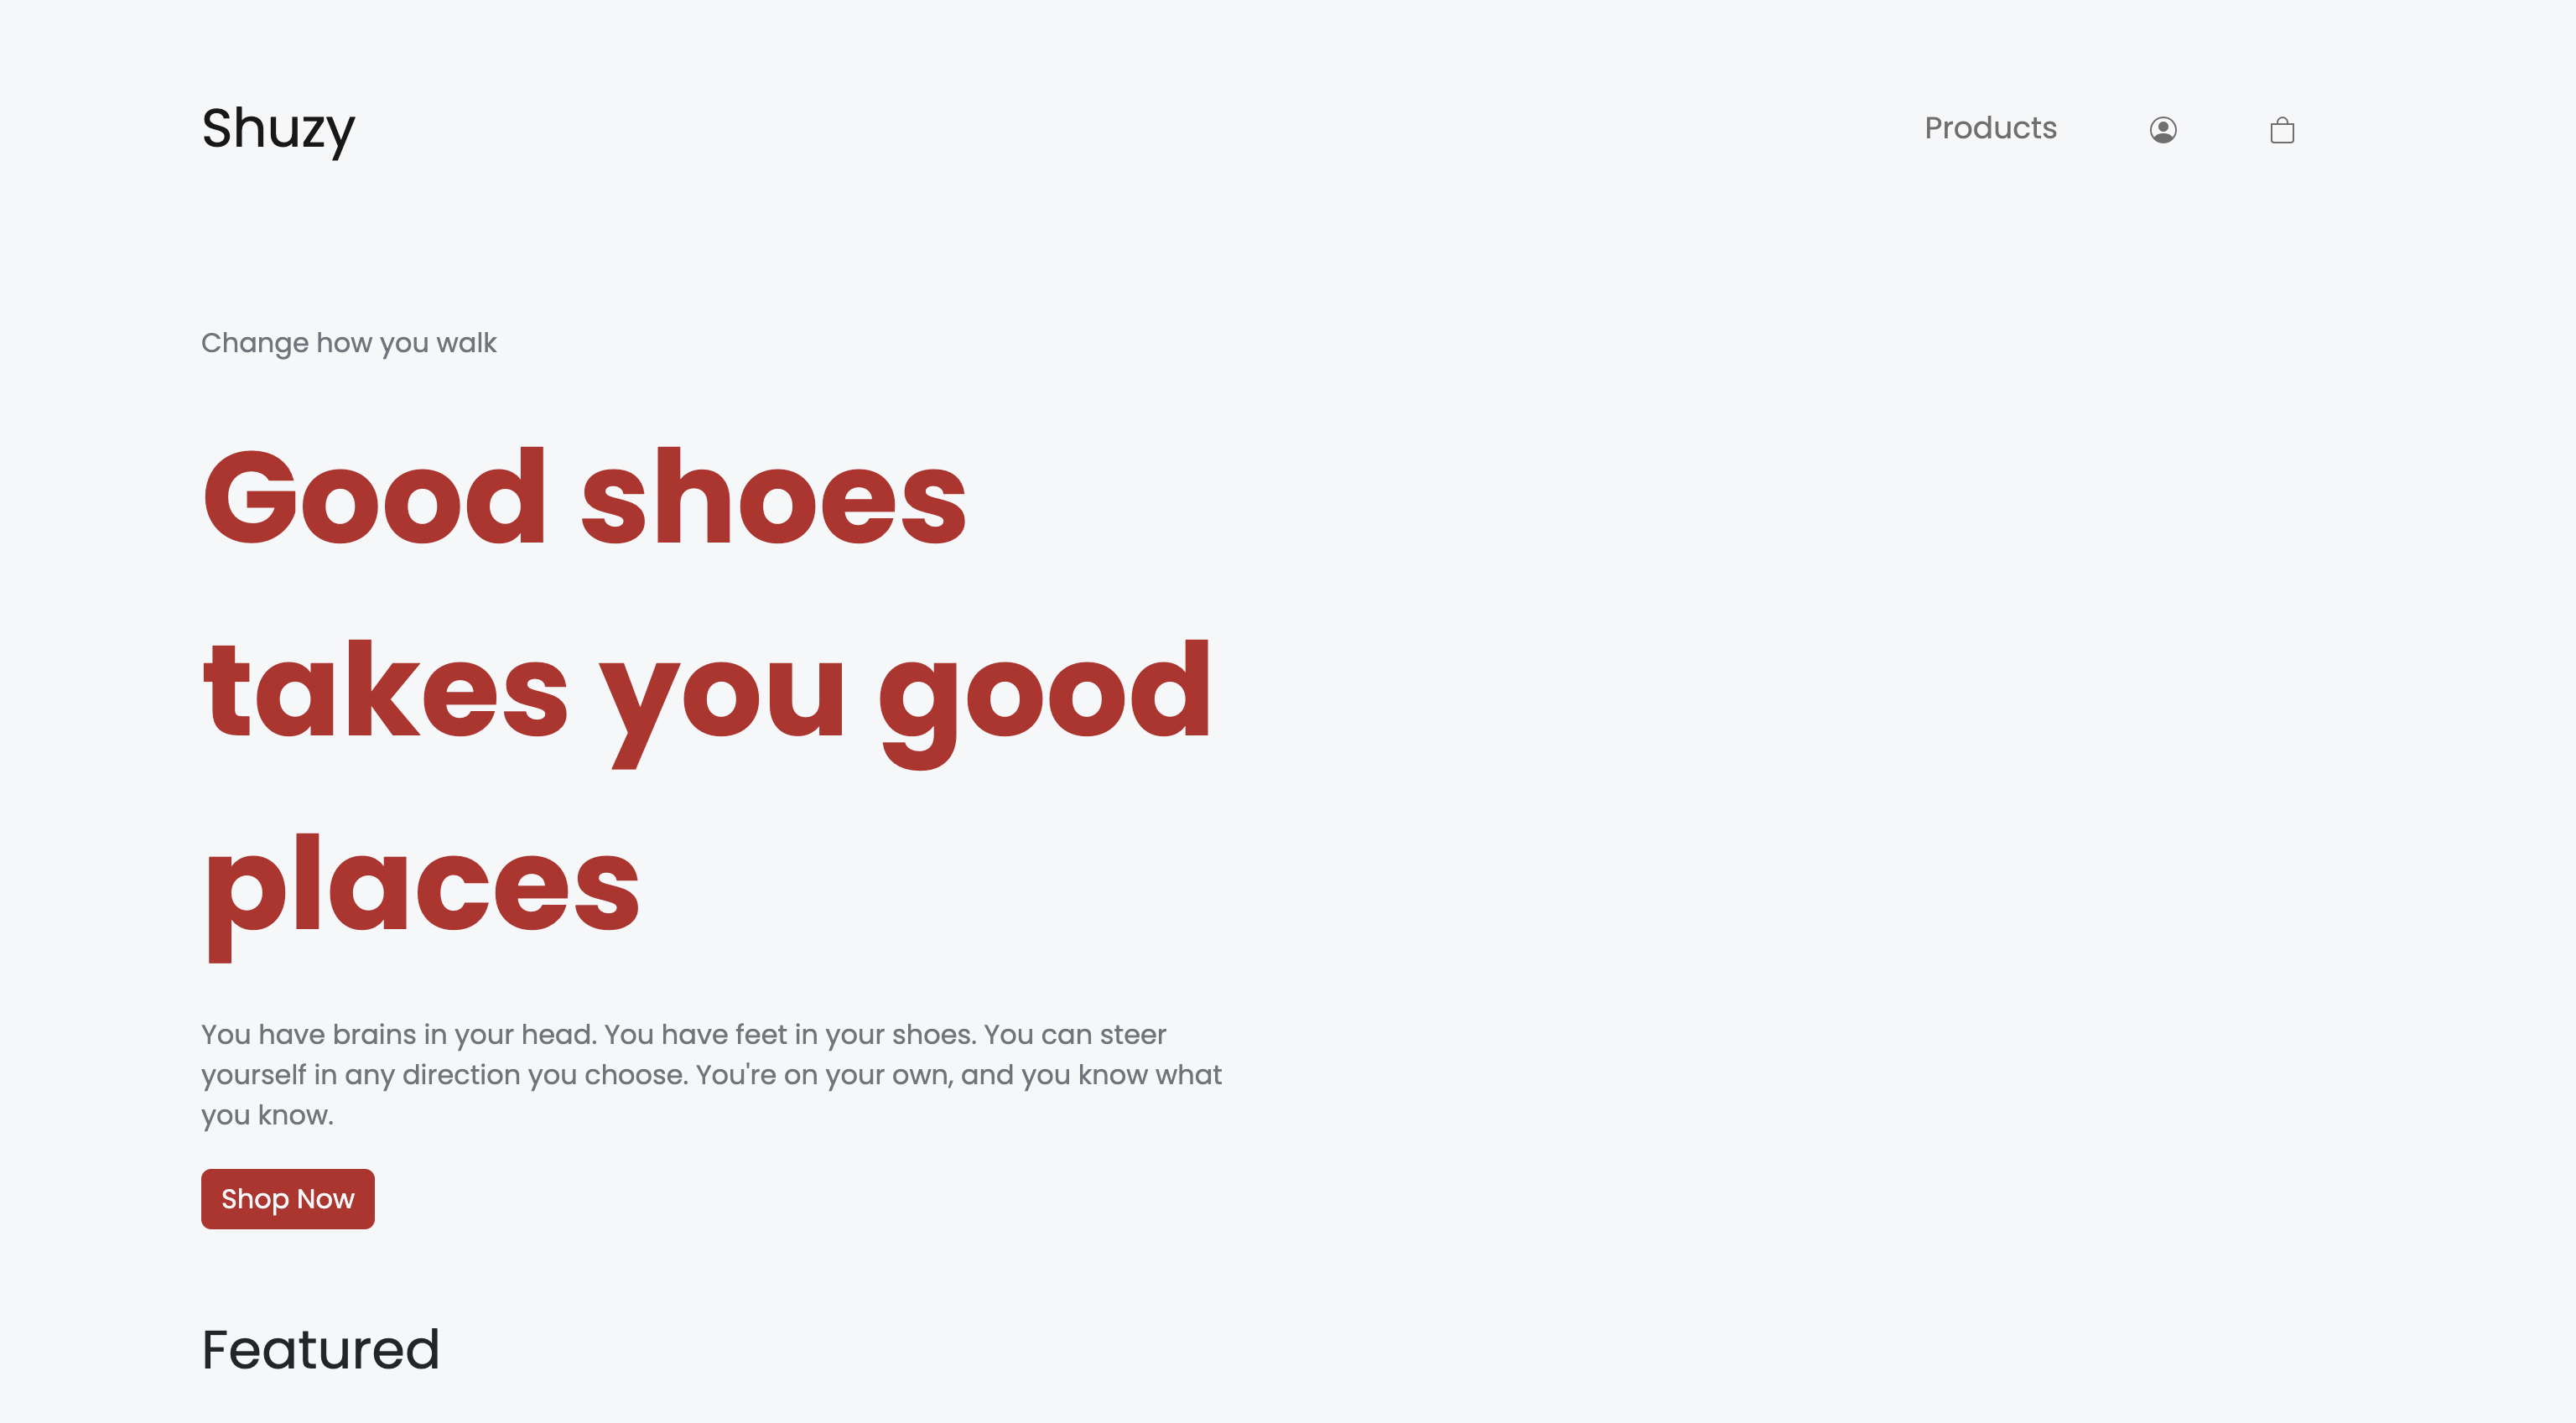 Shuzy
Products
Change how you walk
Good shoes
takes you good
places
You have brains in your head. You have feet in your shoes. You can steer
yourself in any direction you choose. You're on your own, and you know what
you know.
Shop Now
Featured